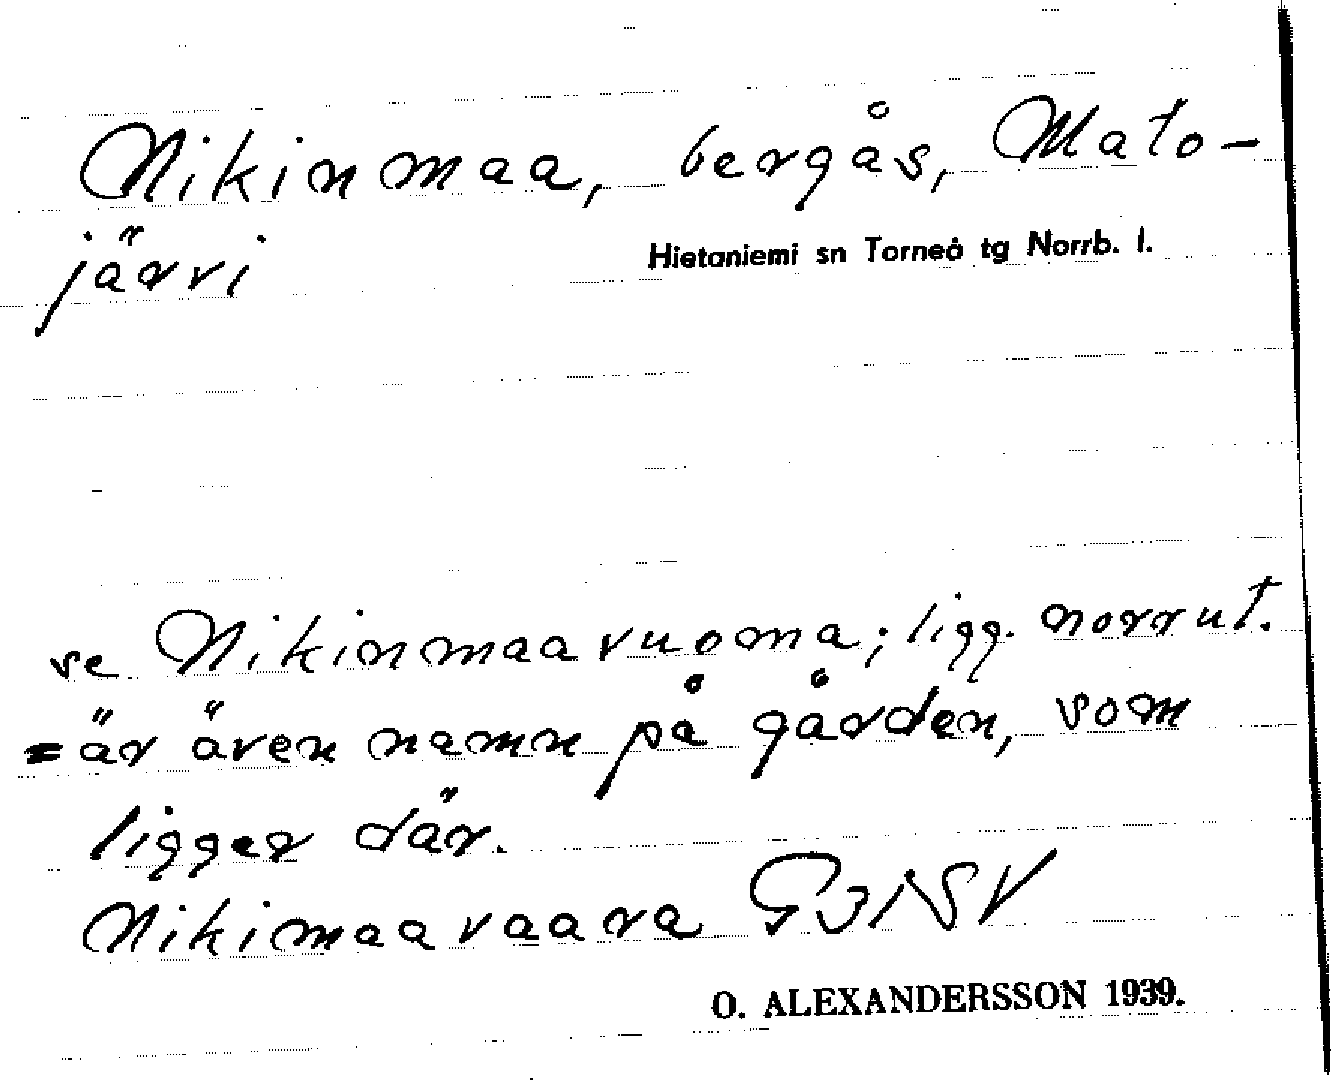 Nikinmaa, bergås, Mato-
järvi
Hietaniemi sn Torneå tg Norrb. l.
se Nikinmaavuoma; ligg. norrut.
= är även namn på gården, som
ligger där.
Nikimaavaara
O. ALEXANDERSSON 1939.